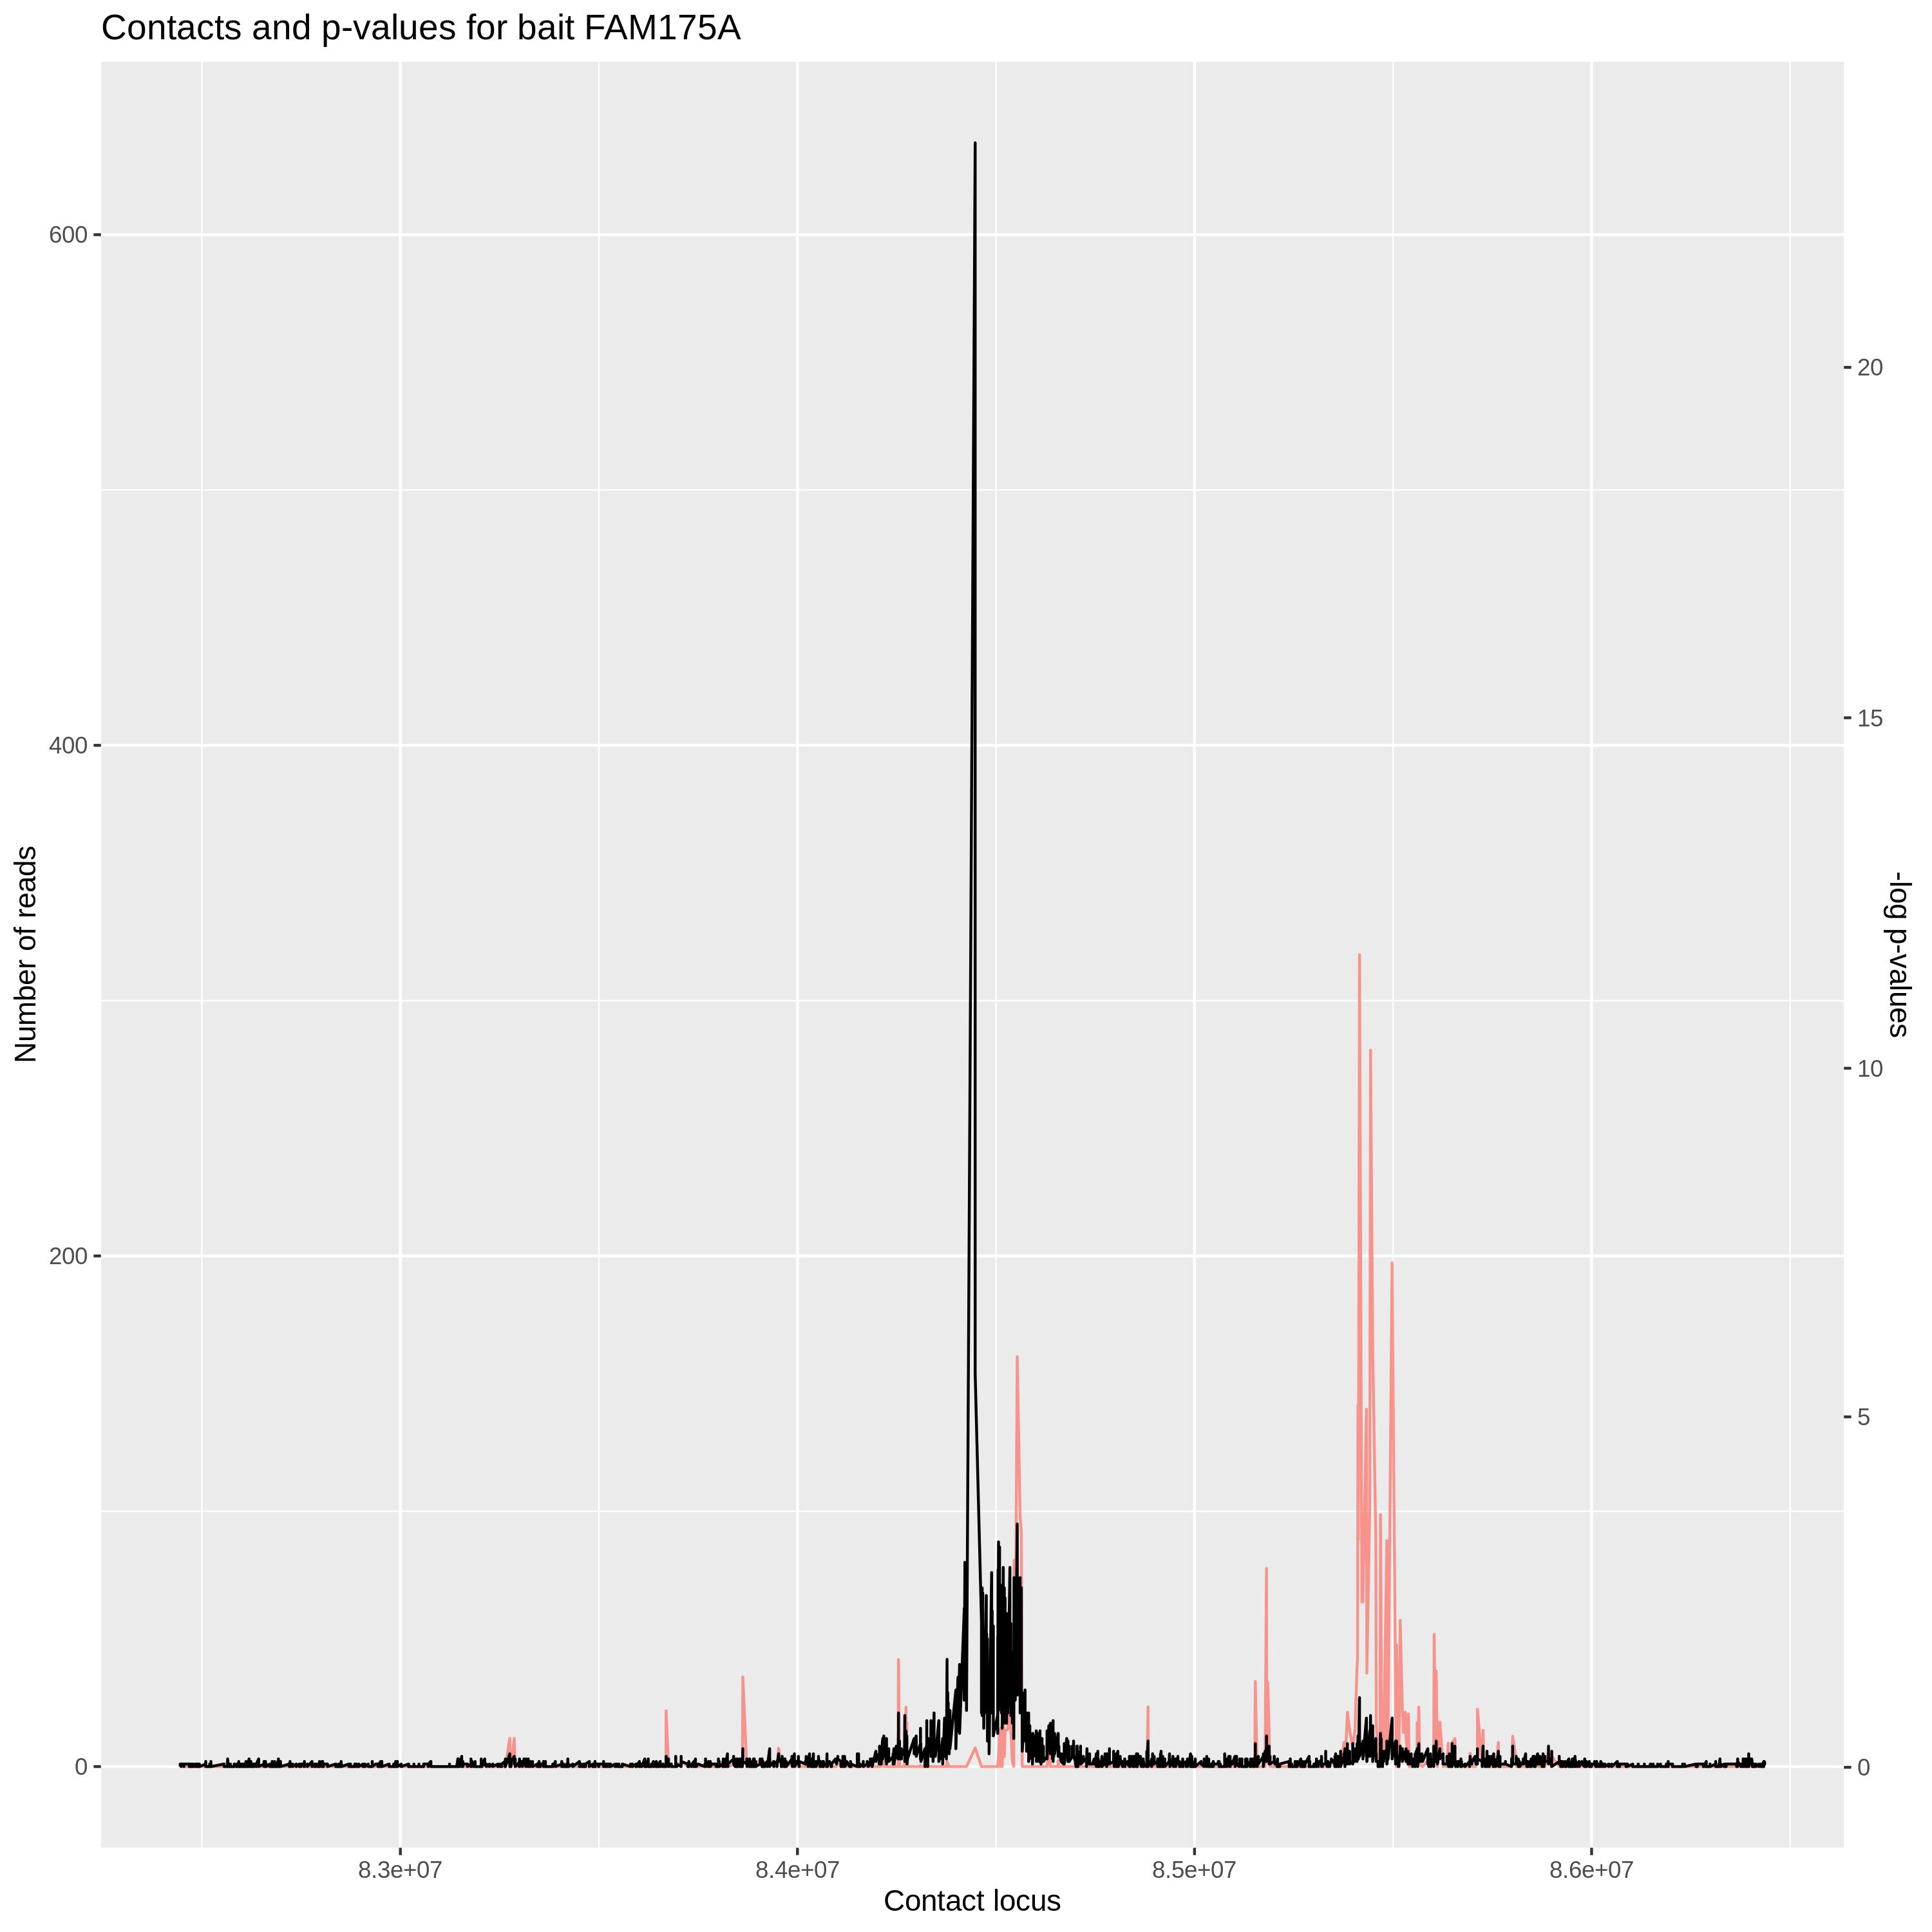 Contacts and p-values for bait FAM175A
600
400
200
0
Number of reads
20
15
10
5
0
-log p-values
8.3e+07 8.4e+07 8.5e+07 8.6e+07
Contact locus